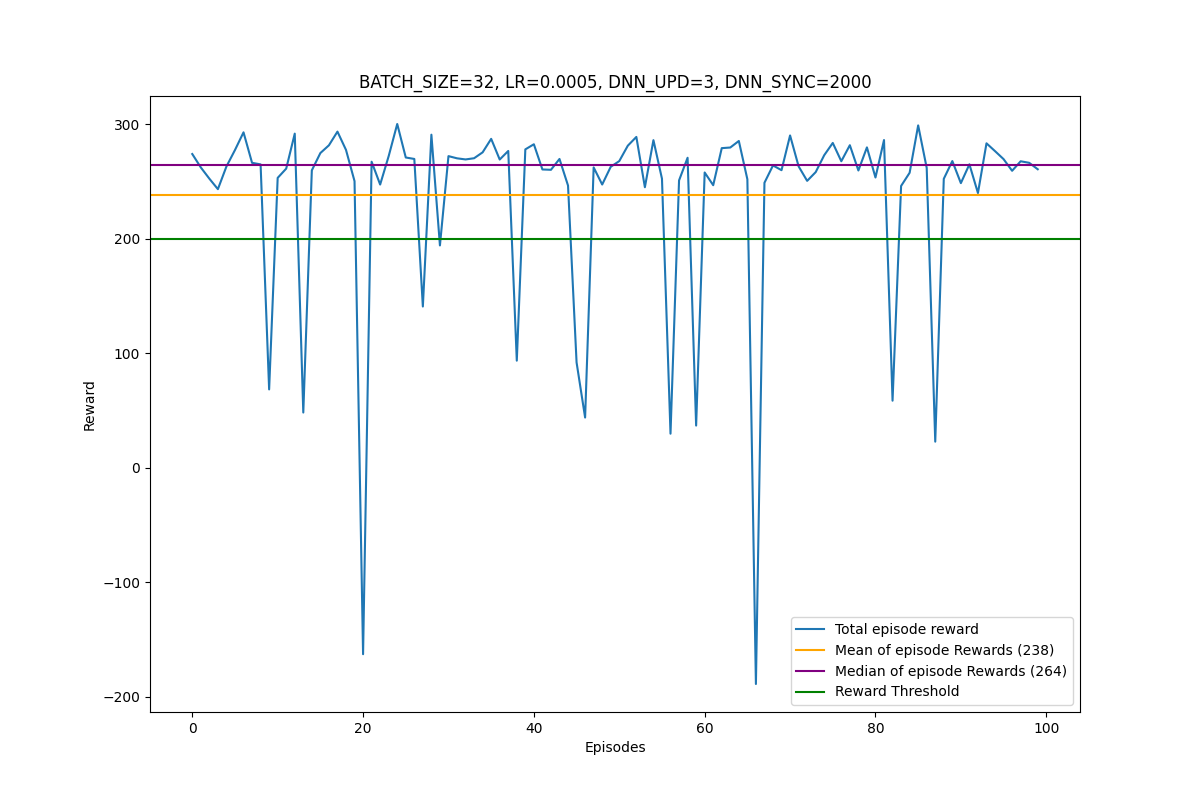 BATCH_SIZE=32, LR=0.0005, DNN_UPD=3, DNN_SYNC=2000
300
200
100
0
−100
−200
Reward
0
20
40
60
80
100
Episodes
Total episode reward
Mean of episode Rewards (238)
Median of episode Rewards (264)
Reward Threshold